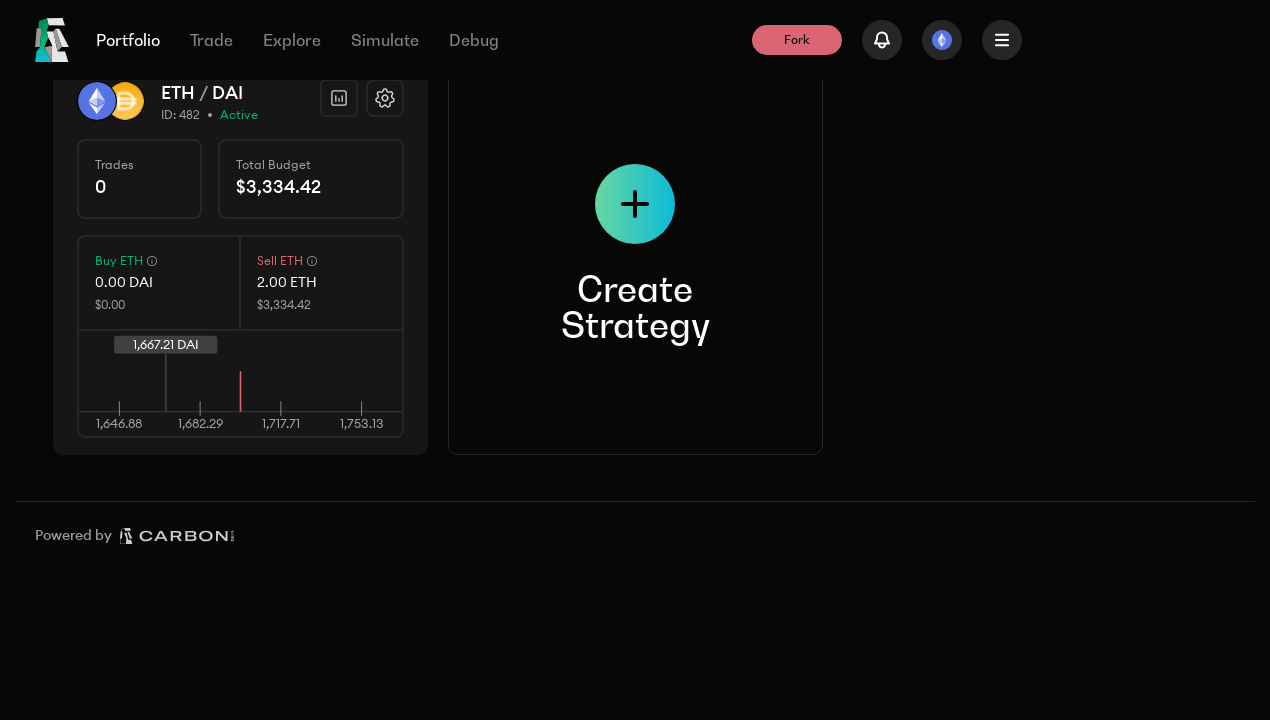 Portfolio
Trade
Explore
Simulate
Debug
Fork
ETH / DAI
ID: 482 • Active
Trades
0
Total Budget
$3,334.42
Buy ETH
0.00 DAI
$0.00
Sell ETH
2.00 ETH
$3,334.42
1,667.21 DAI
1,646.88
1,682.29
1,717.71
1,753.13
Create
Strategy
Powered by CARBON